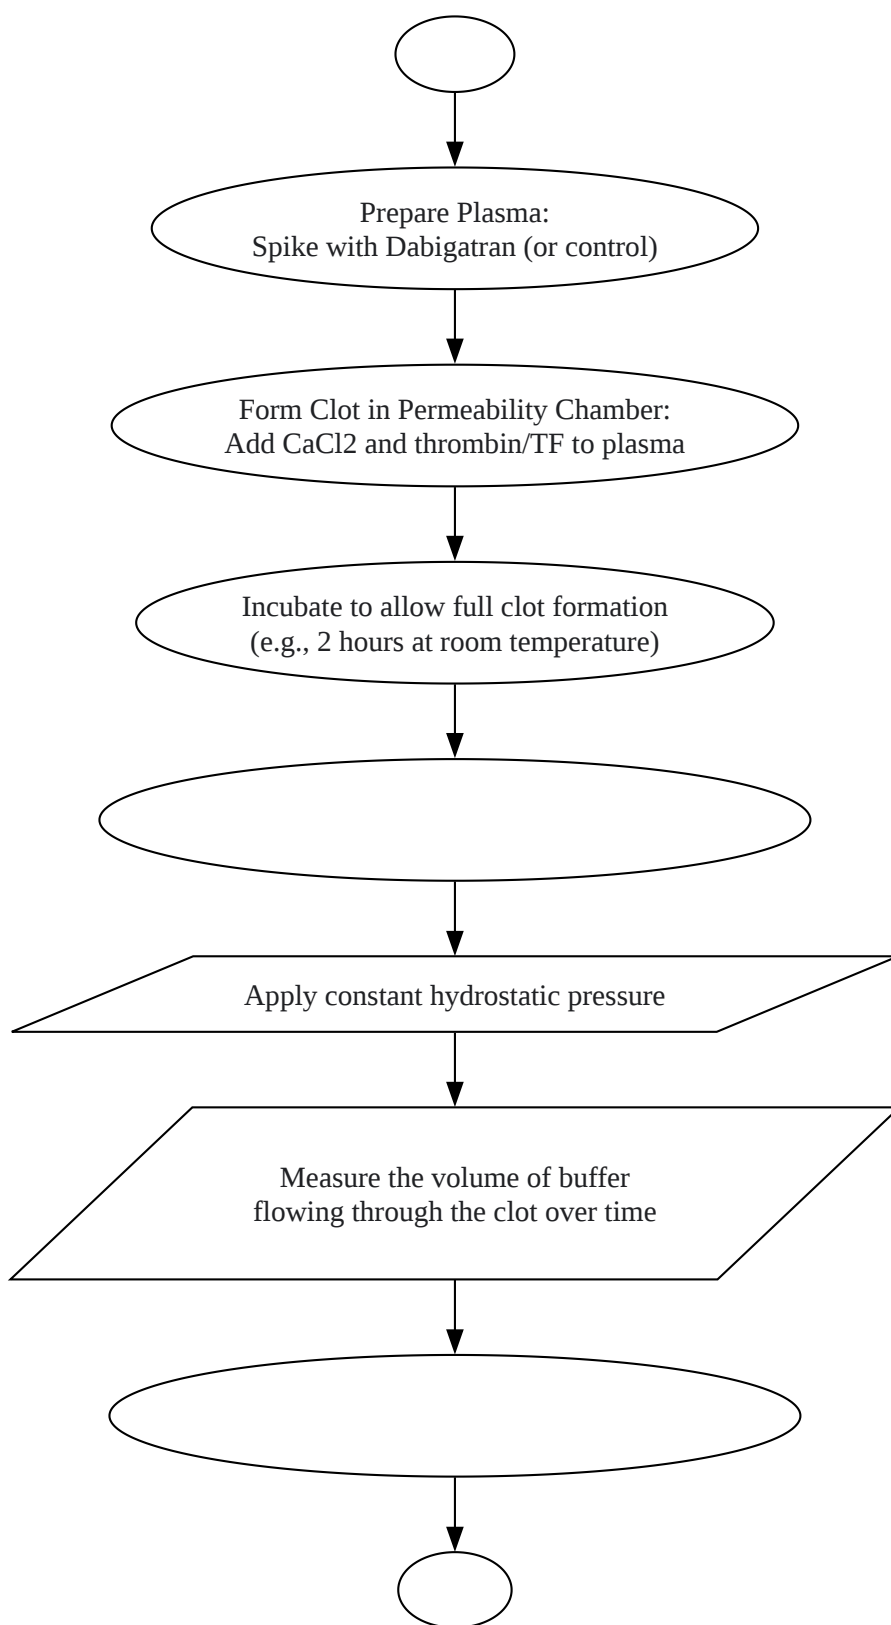 Prepare Plasma:
Spike with Dabigatran (or control)
Form Clot in Permeability Chamber:
Add CaCl2 and thrombin/TF to plasma
Incubate to allow full clot formation
(e.g., 2 hours at room temperature)
Apply constant hydrostatic pressure
Measure the volume of buffer
flowing through the clot over time